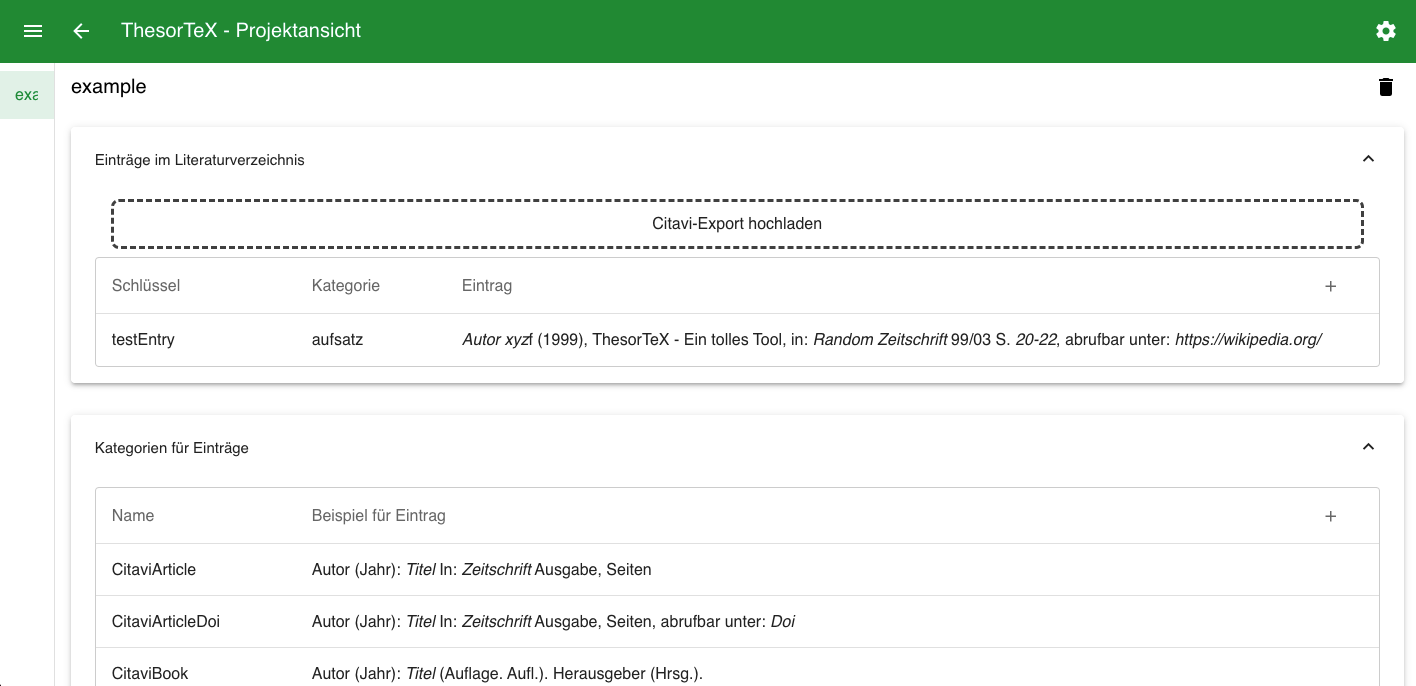 ThesorTeX - Projektansicht
exa
example
Einträge im Literaturverzeichnis
Citavi-Export hochladen
Schlüssel Kategorie Eintrag +
testEntry aufsatz Autor xyzf (1999), ThesorTeX - Ein tolles Tool, in: Random Zeitschrift 99/03 S. 20-22, abrufbar unter: https://wikipedia.org/
Kategorien für Einträge
Name Beispiel für Eintrag +
CitaviArticle Autor (Jahr): Titel In: Zeitschrift Ausgabe, Seiten
CitaviArticleDoi Autor (Jahr): Titel In: Zeitschrift Ausgabe, Seiten, abrufbar unter: Doi
CitaviBook Autor (Jahr): Titel (Auflage. Aufl.). Herausgeber (Hrsg.).